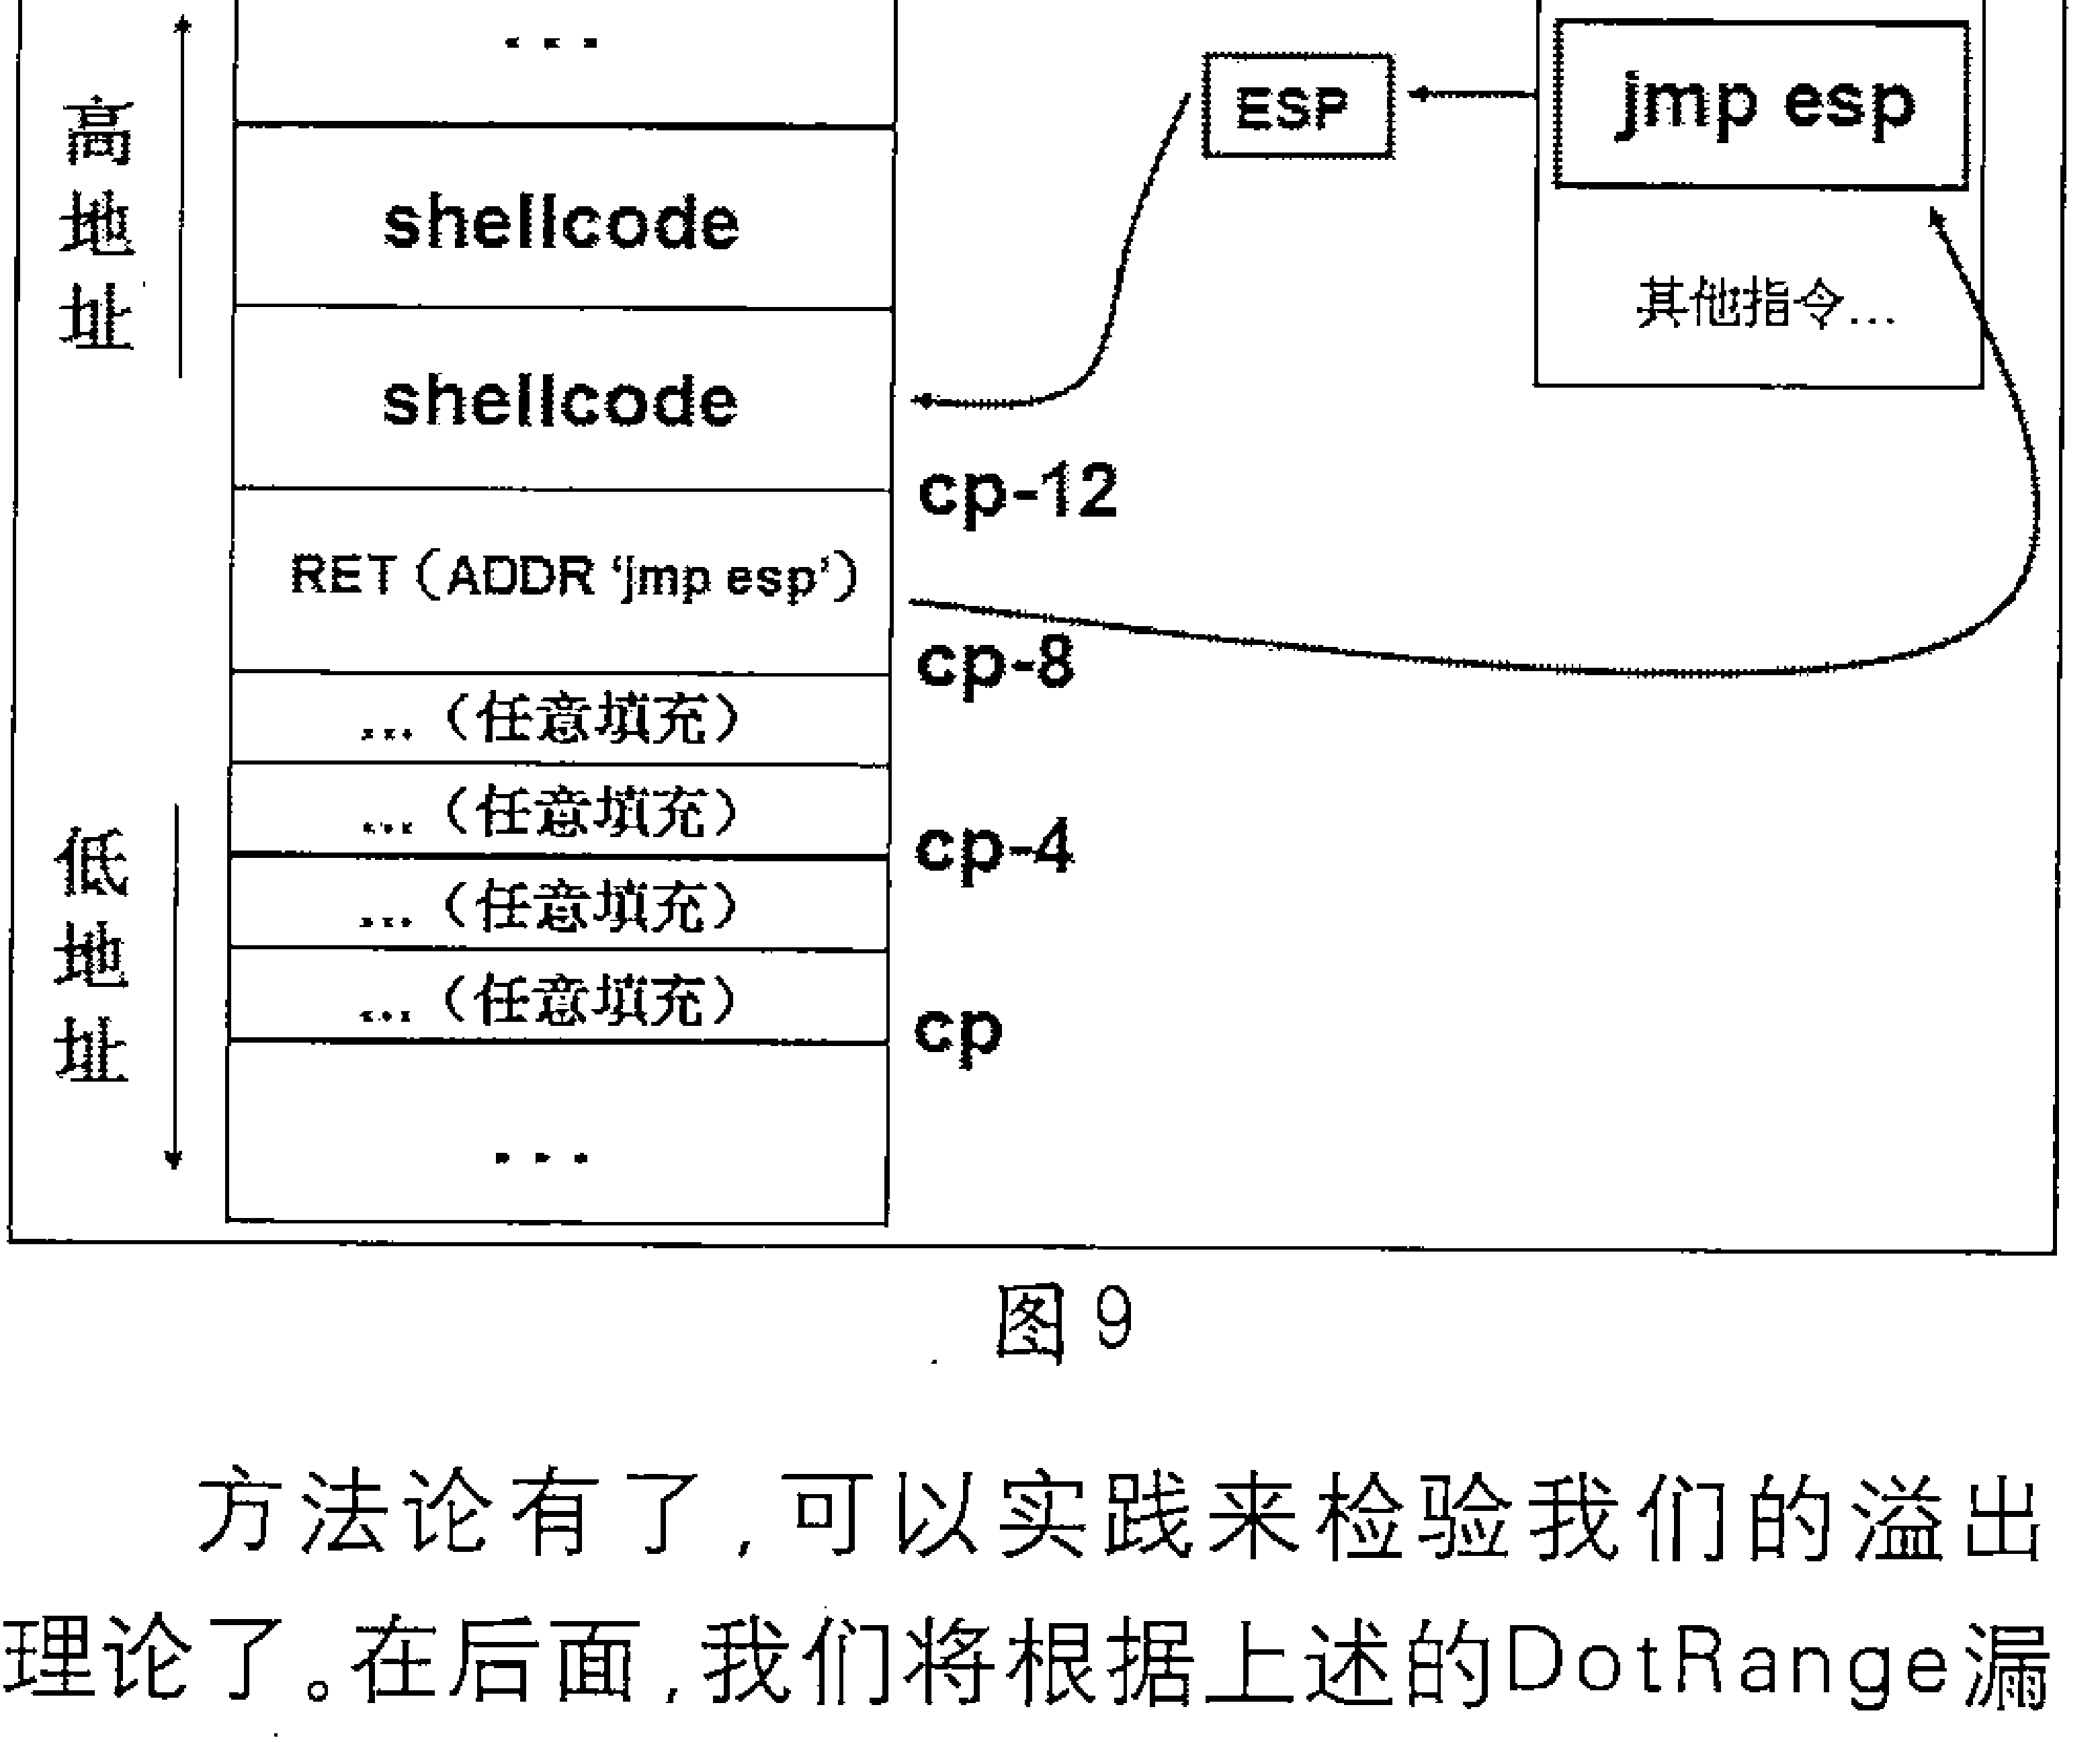 ...
高地址
shellcode
shellcode
RET（ADDR ‘jmp esp’）
...（任意填充）
...（任意填充）
...（任意填充）
...（任意填充）
...
低地址
cp-12
cp-8
cp-4
cp
ESP
jmp esp
其他指令...
图9
方法论有了,可以实践来检验我们的溢出
理论了。在后面,我们将根据上述的DotRange漏